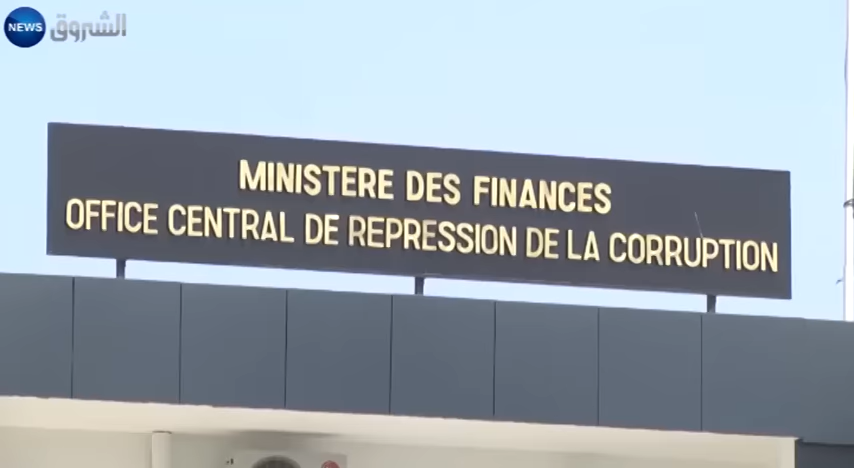 NEWS الشروق
MINISTERE DES FINANCES
OFFICE CENTRAL DE REPRESSION DE LA CORRUPTION